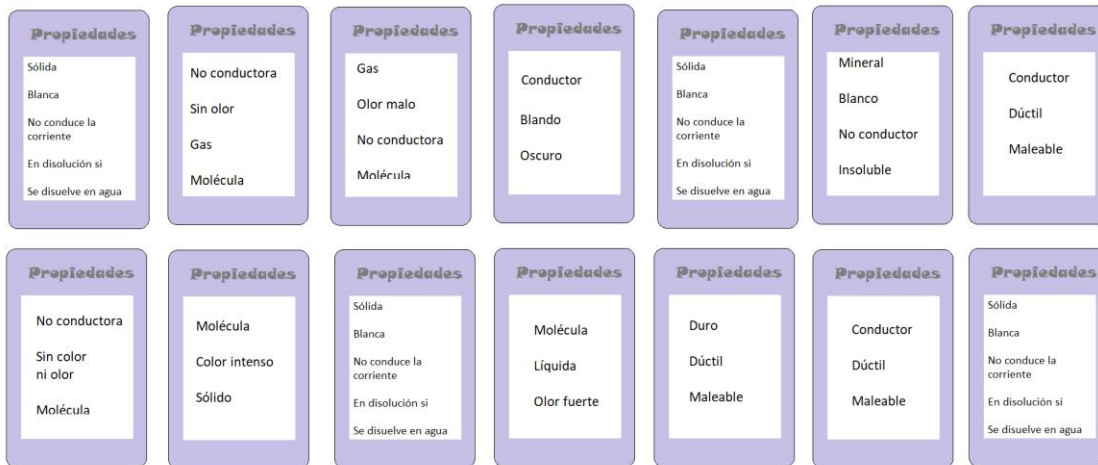 Propiedades
Sólida
Blanca
No conduce la
corriente
En disolución si
Se disuelve en agua
Propiedades
No conductora
Sin olor
Gas
Molécula
Propiedades
Gas
Olor malo
No conductora
Molécula
Propiedades
Conductor
Blando
Oscuro
Propiedades
Sólida
Blanca
No conduce la
corriente
En disolución si
Se disuelve en agua
Propiedades
Mineral
Blanco
No conductor
Insoluble
Propiedades
Conductor
Dúctil
Maleable
Propiedades
No conductora
Sin color
ni olor
Molécula
Propiedades
Molécula
Color intenso
Sólido
Propiedades
Sólida
Blanca
No conduce la
corriente
En disolución si
Se disuelve en agua
Propiedades
Molécula
Líquida
Olor fuerte
Propiedades
Duro
Dúctil
Maleable
Propiedades
Conductor
Dúctil
Maleable
Propiedades
Sólida
Blanca
No conduce la
corriente
En disolución si
Se disuelve en agua